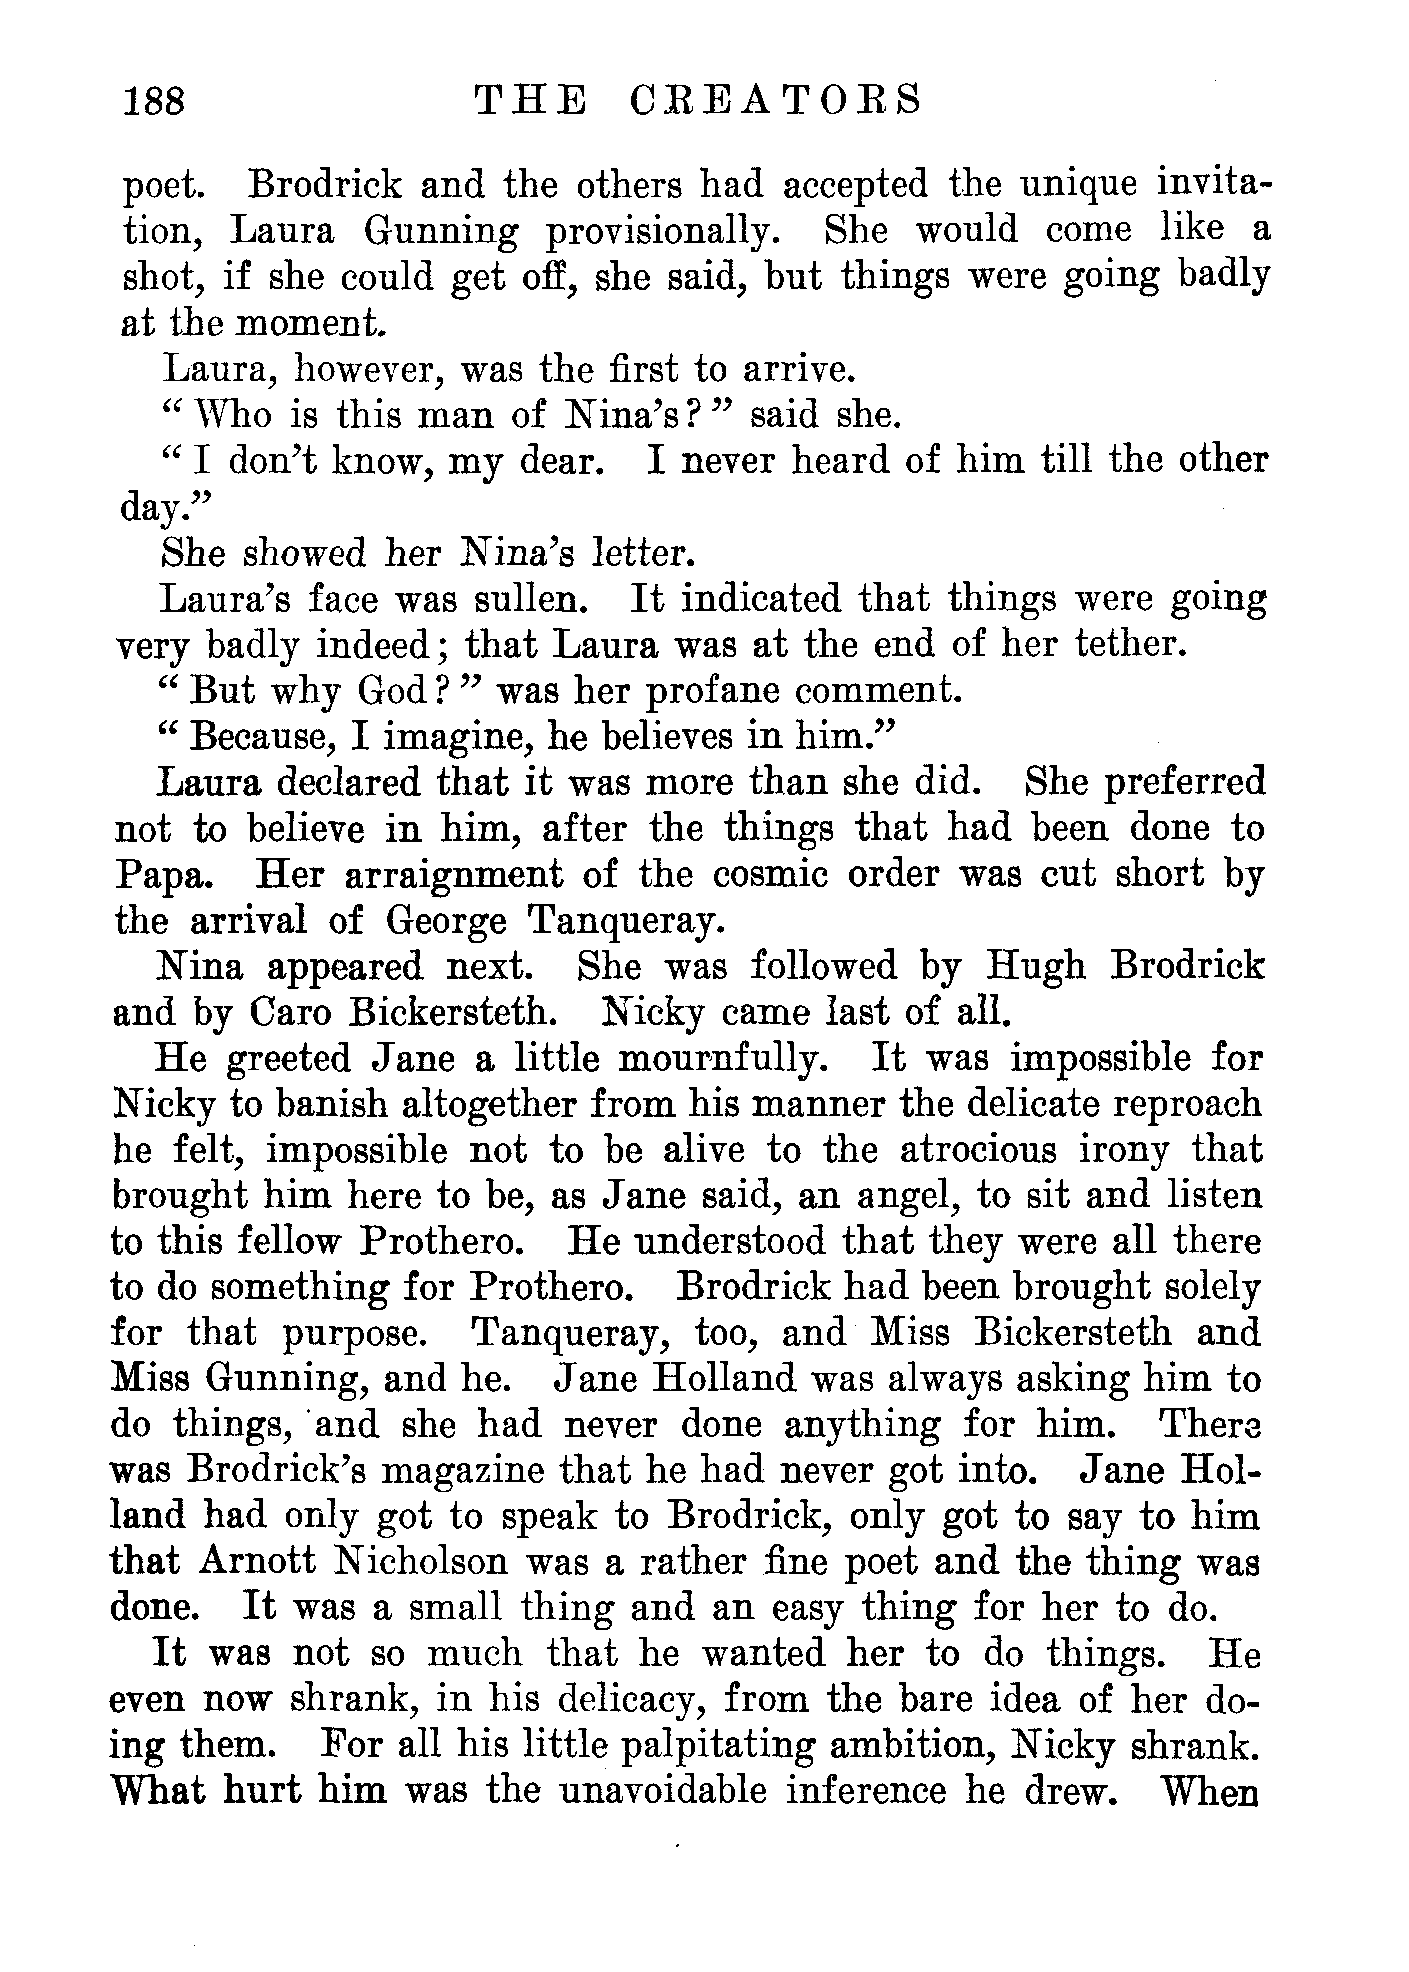 188 THE CREATORS
poet. Brodrick and the others had accepted the unique invita-
tion, Laura Gunning provisionally. She would come like a
shot, if she could get off, she said, but things were going badly
at the moment.
Laura, however, was the first to arrive.
“ Who is this man of Nina’s? ” said she.
“ I don’t know, my dear. I never heard of him till the other
day.”
She showed her Nina’s letter.
Laura’s face was sullen. It indicated that things were going
very badly indeed; that Laura was at the end of her tether.
“ But why God? ” was her profane comment.
“ Because, I imagine, he believes in him.”
Laura declared that it was more than she did. She preferred
not to believe in him, after the things that had been done to
Papa. Her arraignment of the cosmic order was cut short by
the arrival of George Tanqueray.
Nina appeared next. She was followed by Hugh Brodrick
and by Caro Bickersteth. Nicky came last of all.
He greeted Jane a little mournfully. It was impossible for
Nicky to banish altogether from his manner the delicate reproach
he felt, impossible not to be alive to the atrocious irony that
brought him here to be, as Jane said, an angel, to sit and listen
to this fellow Prothero. He understood that they were all there
to do something for Prothero. Brodrick had been brought solely
for that purpose. Tanqueray, too, and Miss Bickersteth and
Miss Gunning, and he. Jane Holland was always asking him to
do things, and she had never done anything for him. There
was Brodrick’s magazine that he had never got into. Jane Hol-
land had only got to speak to Brodrick, only got to say to him
that Arnott Nicholson was a rather fine poet and the thing was
done. It was a small thing and an easy thing for her to do.
It was not so much that he wanted her to do things. He
even now shrank, in his delicacy, from the bare idea of her do-
ing them. For all his little palpitating ambition, Nicky shrank.
What hurt him was the unavoidable inference he drew. When